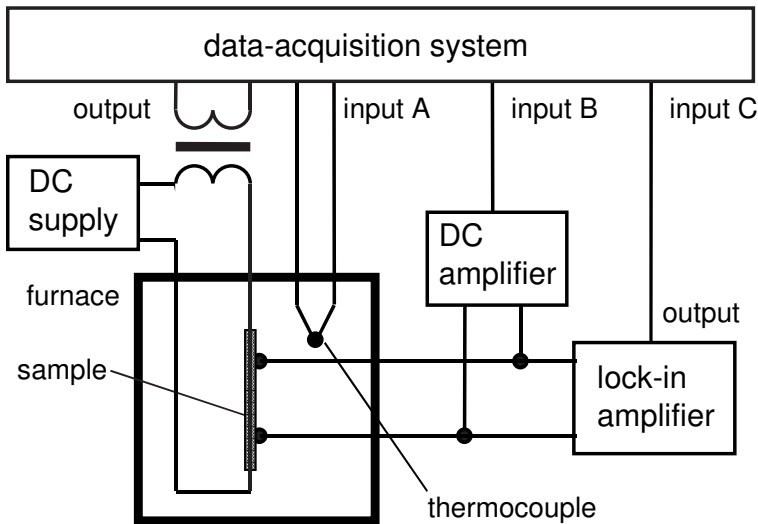 data-acquisition system
output
input A
input B
input C
DC
supply
DC
amplifier
furnace
output
sample
lock-in
amplifier
thermocouple